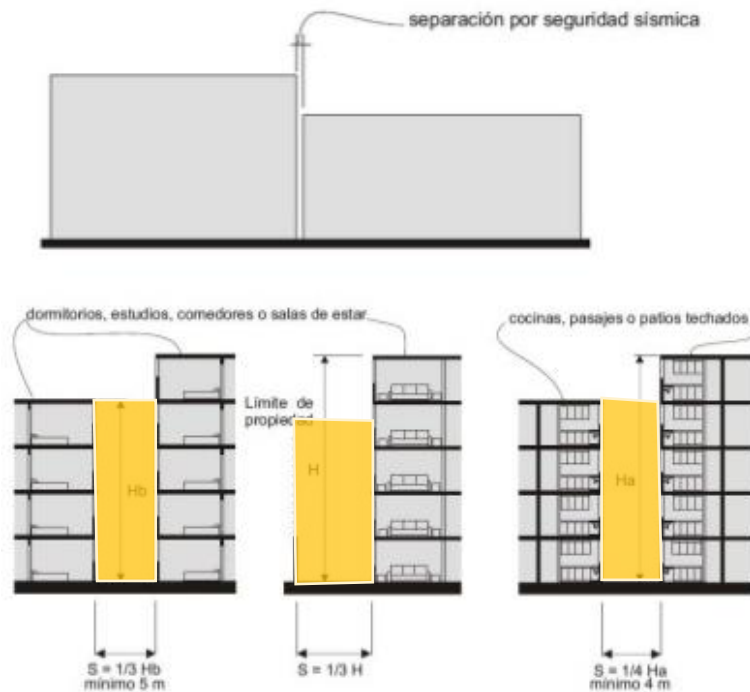 separación por seguridad sísmica
dormitorios, estudios, comedores o salas de estar
cocinas, pasajes o patios techados
Límite de
propiedad
Hb
H
Ha
S = 1/3 Hb
mínimo 5 m
S = 1/3 H
S = 1/4 Ha
mínimo 4 m